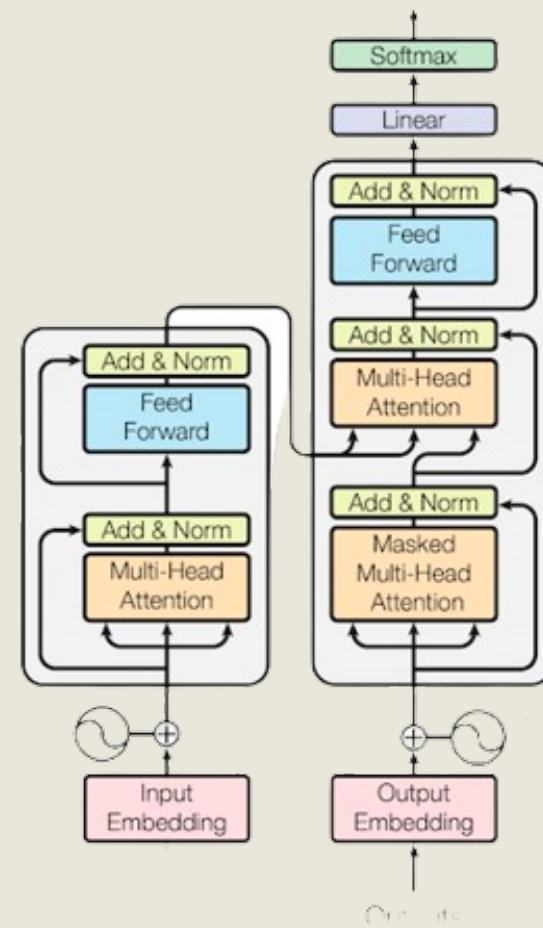 Softmax
Linear
Add & Norm
Feed
Forward
Add & Norm
Multi-Head
Attention
Add & Norm
Masked
Multi-Head
Attention
Output
Embedding
Add & Norm
Feed
Forward
Add & Norm
Multi-Head
Attention
Input
Embedding